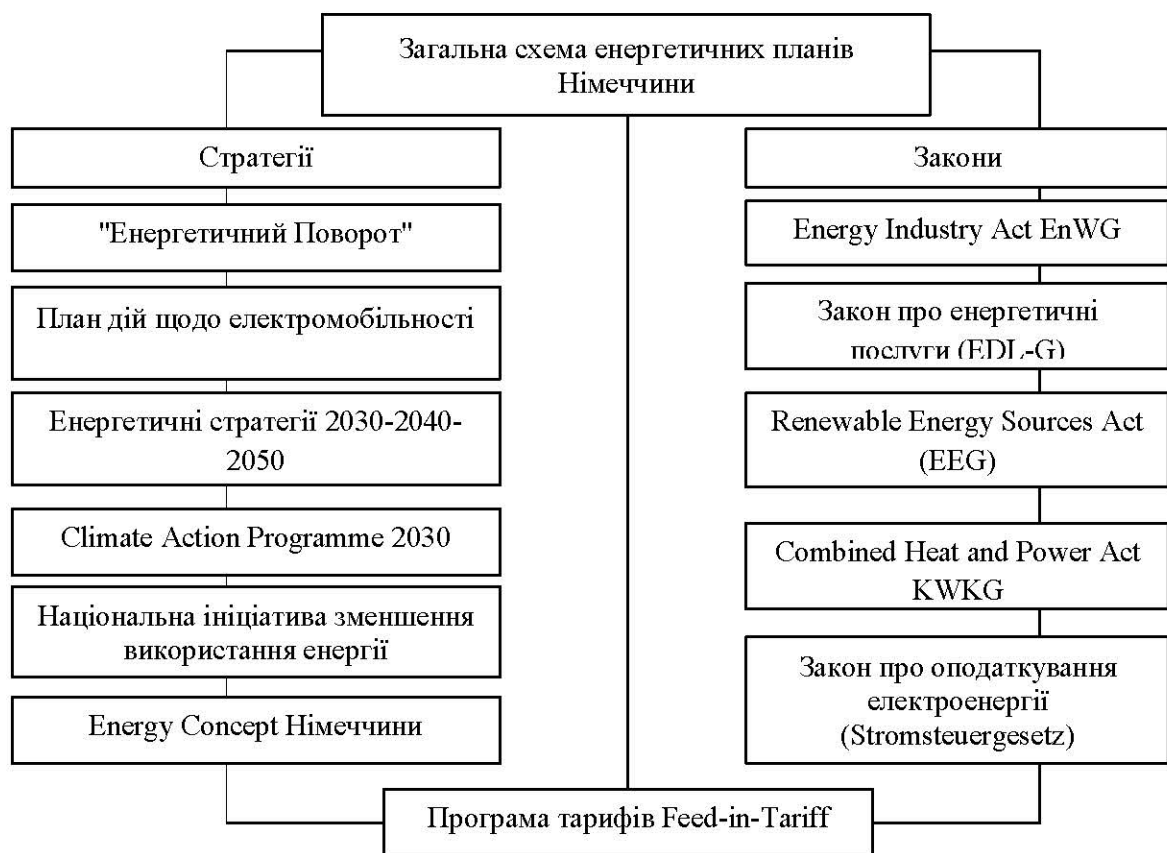 Загальна схема енергетичних планів
Німеччини
Стратегії
"Енергетичний Поворот"
План дій щодо електромобільності
Енергетичні стратегії 2030-2040-
2050
Climate Action Programme 2030
Національна ініціатива зменшення
використання енергії
Energy Concept Німеччини
Закони
Energy Industry Act EnWG
Закон про енергетичні
послуги (EDL-G)
Renewable Energy Sources Act
(EEG)
Combined Heat and Power Act
KWKG
Закон про оподаткування
електроенергії
(Stromsteuergesetz)
Програма тарифів Feed-in-Tariff